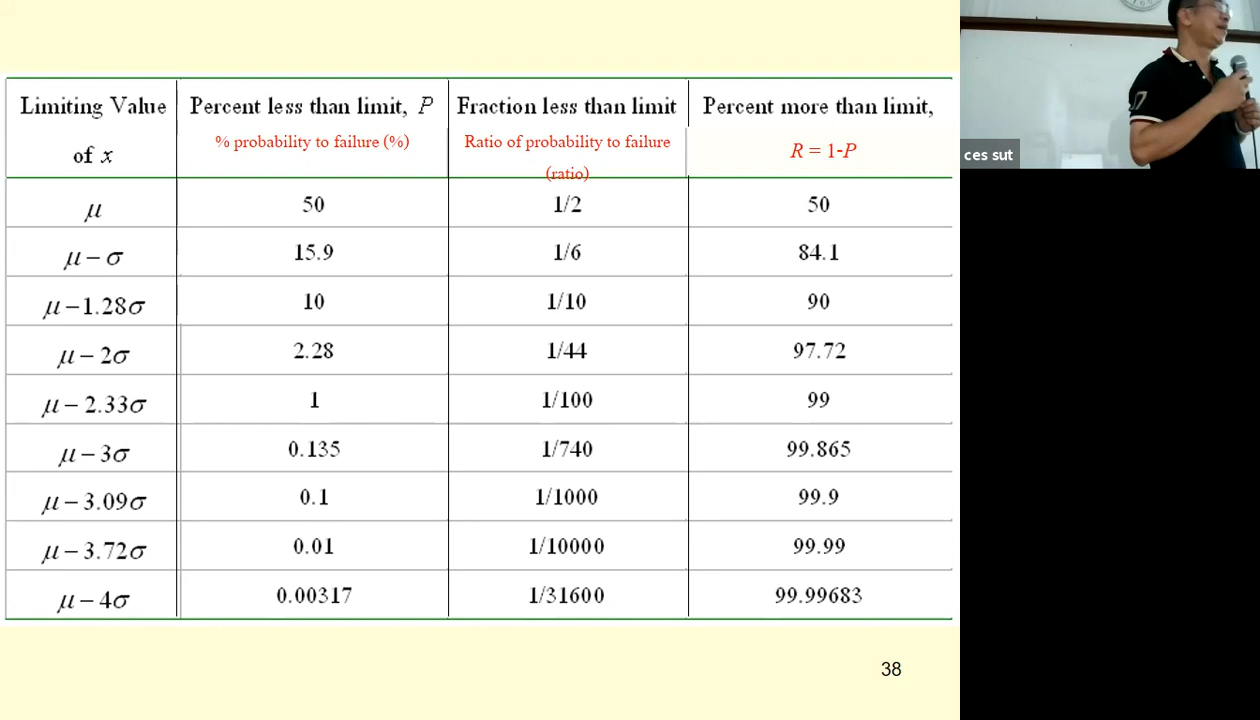 Limiting Value of x | Percent less than limit, P | Fraction less than limit | Percent more than limit,
% probability to failure (%) | Ratio of probability to failure (ratio) | R = 1-P
μ | 50 | 1/2 | 50
μ − σ | 15.9 | 1/6 | 84.1
μ − 1.28σ | 10 | 1/10 | 90
μ − 2σ | 2.28 | 1/44 | 97.72
μ − 2.33σ | 1 | 1/100 | 99
μ − 3σ | 0.135 | 1/740 | 99.865
μ − 3.09σ | 0.1 | 1/1000 | 99.9
μ − 3.72σ | 0.01 | 1/10000 | 99.99
μ − 4σ | 0.00317 | 1/31600 | 99.99683
38
ces sut